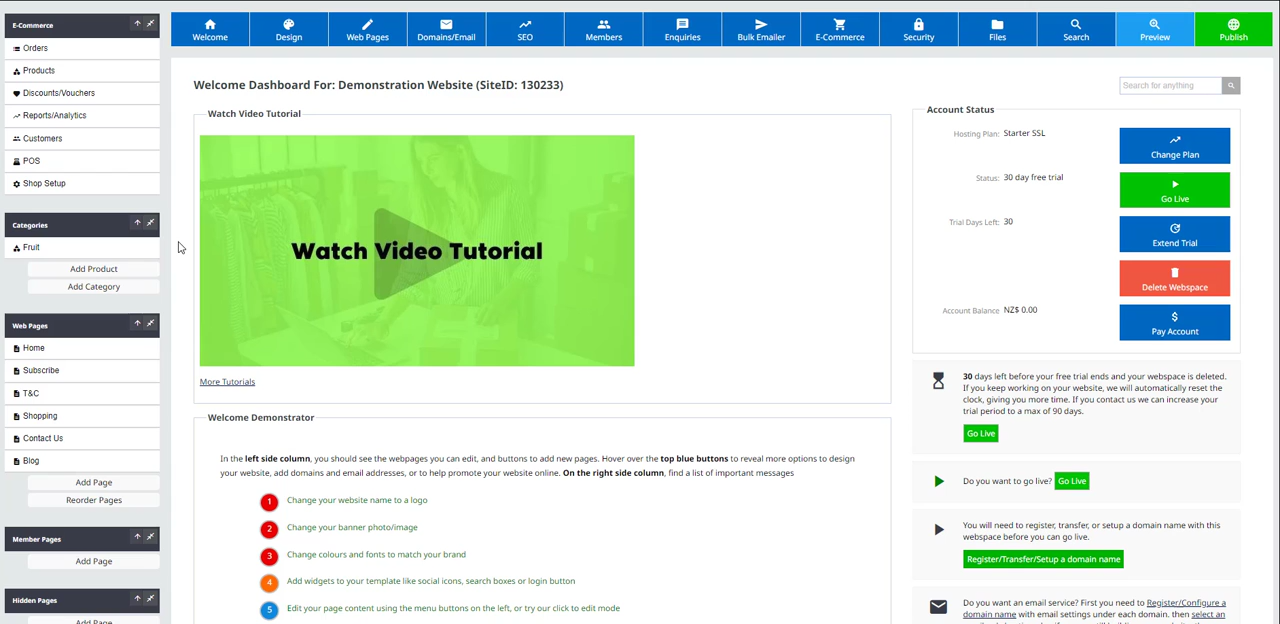 E-Commerce
Orders
Products
Discounts/Vouchers
Reports/Analytics
Customers
POS
Shop Setup
Categories
Fruit
Add Product
Add Category
Web Pages
Home
Subscribe
T&C
Shopping
Contact Us
Blog
Add Page
Reorder Pages
Member Pages
Add Page
Hidden Pages
Add Page
Welcome
Design
Web Pages
Domains/Email
SEO
Members
Enquiries
Bulk Emailer
E-Commerce
Security
Files
Search
Preview
Publish
Welcome Dashboard For: Demonstration Website (SiteID: 130233)
Search for anything
Watch Video Tutorial
Watch Video Tutorial
More Tutorials
Welcome Demonstrator
In the left side column, you should see the webpages you can edit, and buttons to add new pages. Hover over the top blue buttons to reveal more options to design
your website, add domains and email addresses, or to help promote your website online. On the right side column, find a list of important messages
1 Change your website name to a logo
2 Change your banner photo/image
3 Change colours and fonts to match your brand
4 Add widgets to your template like social icons, search boxes or login button
5 Edit your page content using the menu buttons on the left, or try our click to edit mode
Account Status
Hosting Plan: Starter SSL
Change Plan
Status: 30 day free trial
Go Live
Trial Days Left: 30
Extend Trial
Delete Webspace
Account Balance NZ$ 0.00
$
Pay Account
30 days left before your free trial ends and your webspace is deleted.
If you keep working on your website, we will automatically reset the
clock, giving you more time. If you contact us we can increase your
trial period to a max of 90 days.
Go Live
Do you want to go live? Go Live
You will need to register, transfer, or setup a domain name with this
webspace before you can go live.
Register/Transfer/Setup a domain name
Do you want an email service? First you need to Register/Configure a
domain name with email settings under each domain. then select an